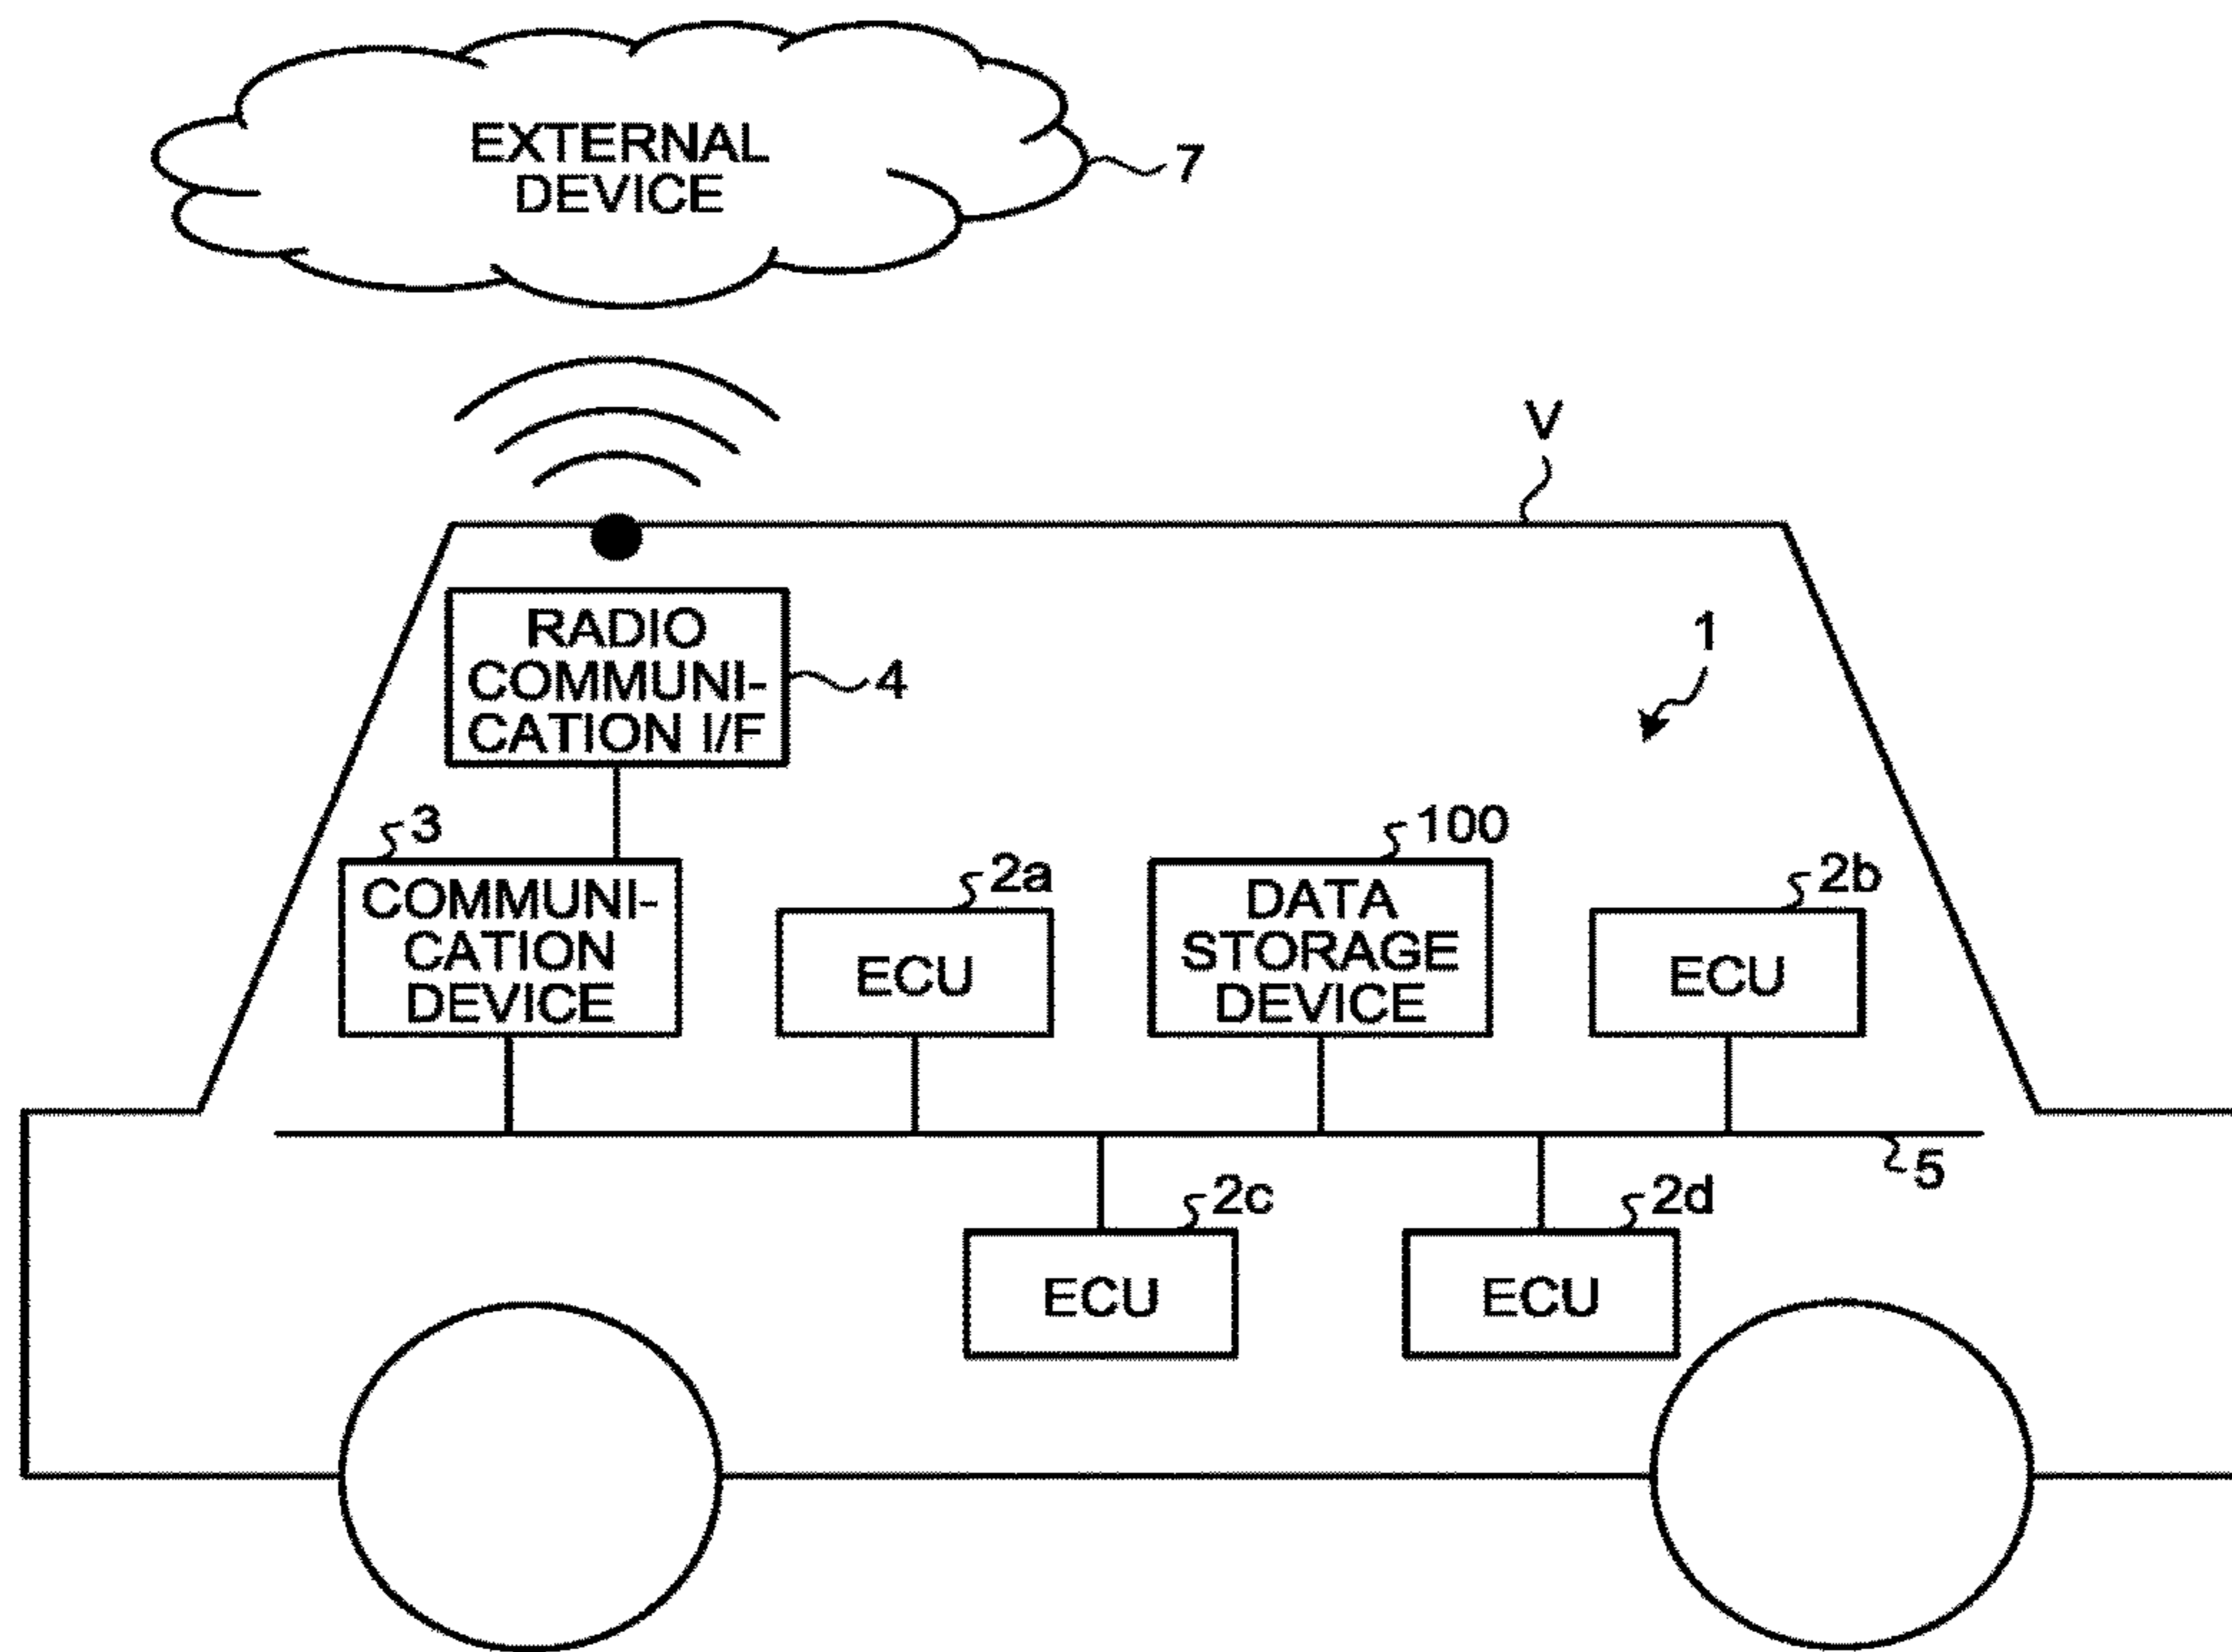 EXTERNAL
DEVICE
7
V
RADIO
COMMUNI-
CATION I/F
4
1
3
COMMUNI-
CATION
DEVICE
2a
ECU
100
DATA
STORAGE
DEVICE
2b
ECU
5
2c
ECU
2d
ECU